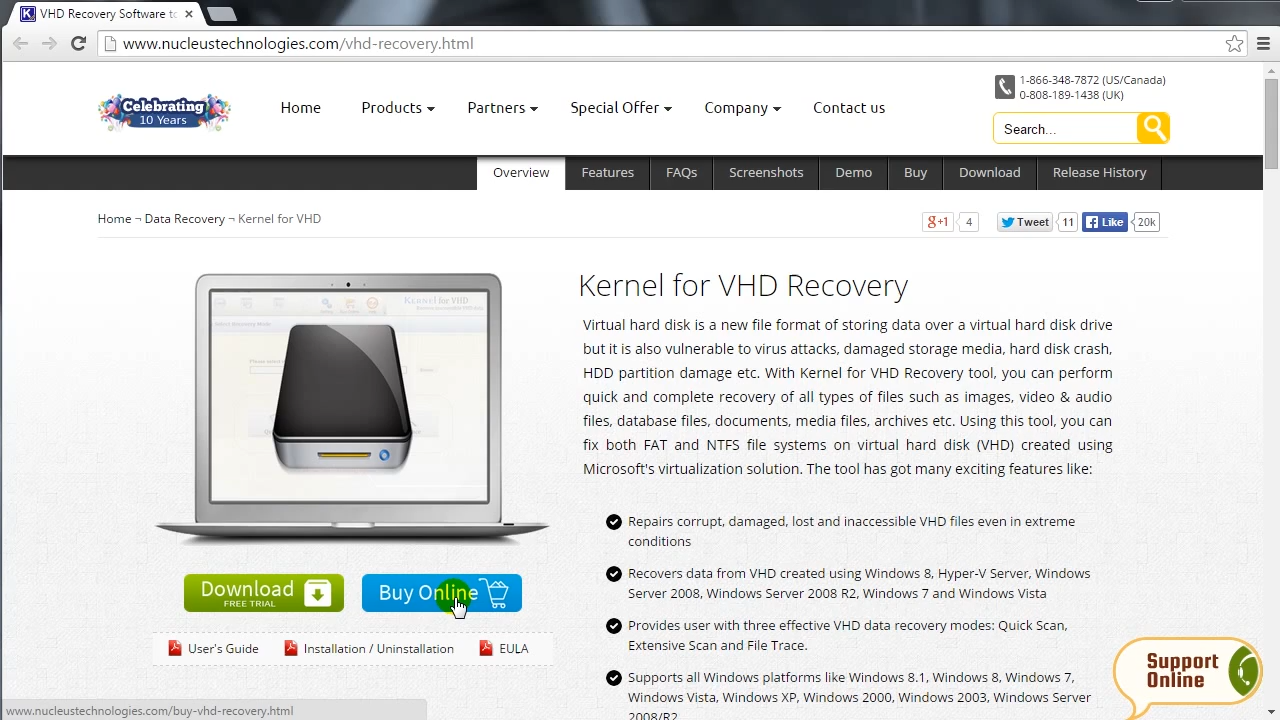 VHD Recovery Software to
www.nucleustechnologies.com/vhd-recovery.html
Celebrating
10 Years
Home Products Partners Special Offer Company Contact us
1-866-348-7872 (US/Canada)
0-808-189-1438 (UK)
Search...
Overview Features FAQs Screenshots Demo Buy Download Release History
Home ¬ Data Recovery ¬ Kernel for VHD
g+1 4 Tweet 11 Like 20k
Kernel for VHD
Select Recovery Mode
Kernel for VHD Recovery
Virtual hard disk is a new file format of storing data over a virtual hard disk drive
but it is also vulnerable to virus attacks, damaged storage media, hard disk crash,
HDD partition damage etc. With Kernel for VHD Recovery tool, you can perform
quick and complete recovery of all types of files such as images, video & audio
files, database files, documents, media files, archives etc. Using this tool, you can
fix both FAT and NTFS file systems on virtual hard disk (VHD) created using
Microsoft's virtualization solution. The tool has got many exciting features like:
Repairs corrupt, damaged, lost and inaccessible VHD files even in extreme
conditions
Recovers data from VHD created using Windows 8, Hyper-V Server, Windows
Server 2008, Windows Server 2008 R2, Windows 7 and Windows Vista
Provides user with three effective VHD data recovery modes: Quick Scan,
Extensive Scan and File Trace.
Supports all Windows platforms like Windows 8.1, Windows 8, Windows 7,
Windows Vista, Windows XP, Windows 2000, Windows 2003, Windows Server
2008/R2
Download
FREE TRIAL
Buy Online
User's Guide Installation / Uninstallation EULA
Support
Online
www.nucleustechnologies.com/buy-vhd-recovery.html